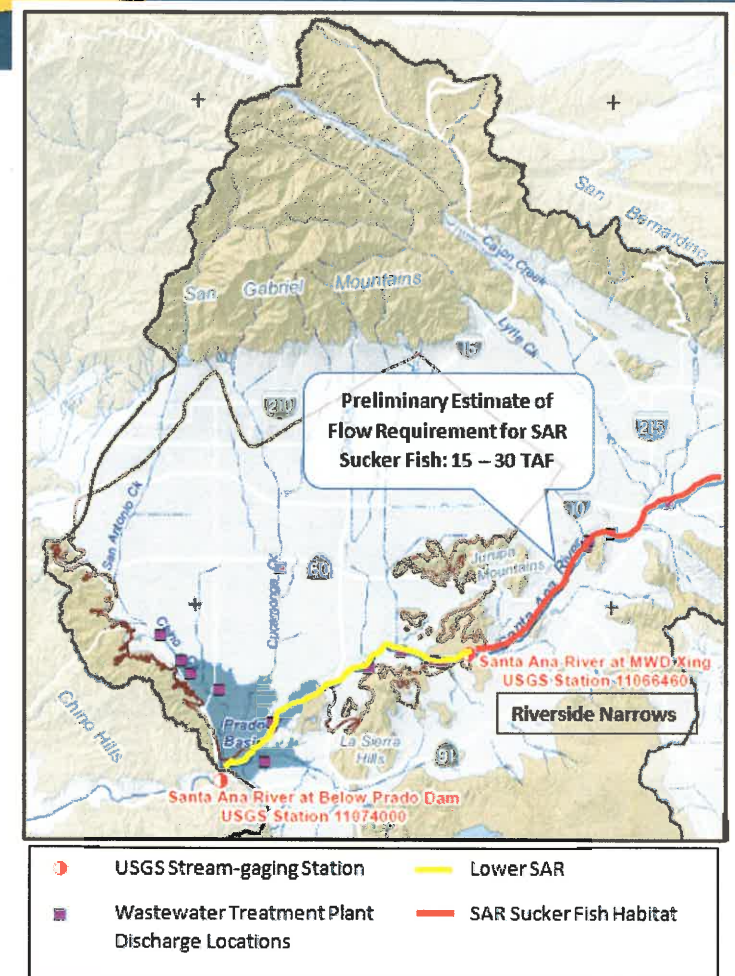 San Bernardino
Cajon Creek
San Gabriel Mountains
Lytle Ck
15
210
215
Preliminary Estimate of
Flow Requirement for SAR
Sucker Fish: 15 – 30 TAF
10
San Antonio Ck
Cucamonga Ck
60
Jurupa
Mountains
Santa Ana River
Chino
Santa Ana River at MWD Xing
USGS Station 11066460
Riverside Narrows
Chino Hills
Prado
Basin
La Sierra
Hills
91
Santa Ana River at Below Prado Dam
USGS Station 11074000
USGS Stream-gaging Station
Lower SAR
Wastewater Treatment Plant
Discharge Locations
SAR Sucker Fish Habitat